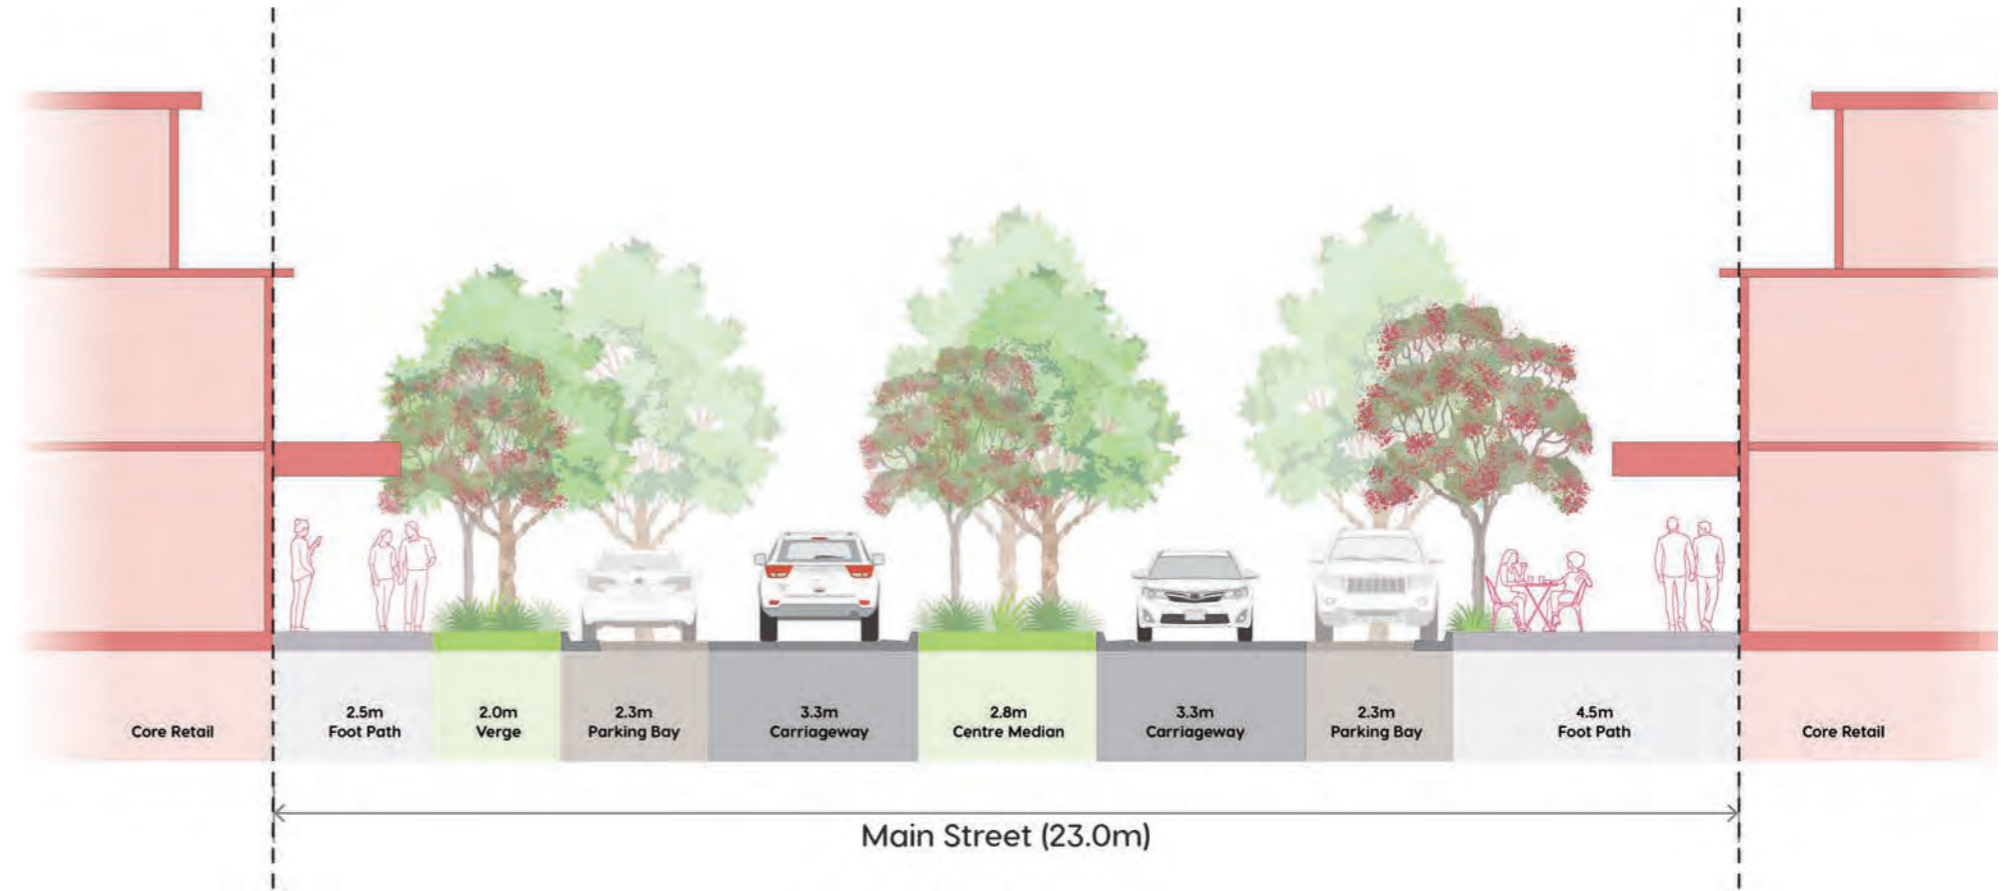 Core Retail
2.5m
Foot Path
2.0m
Verge
2.3m
Parking Bay
3.3m
Carriageway
2.8m
Centre Median
3.3m
Carriageway
2.3m
Parking Bay
4.5m
Foot Path
Core Retail
Main Street (23.0m)